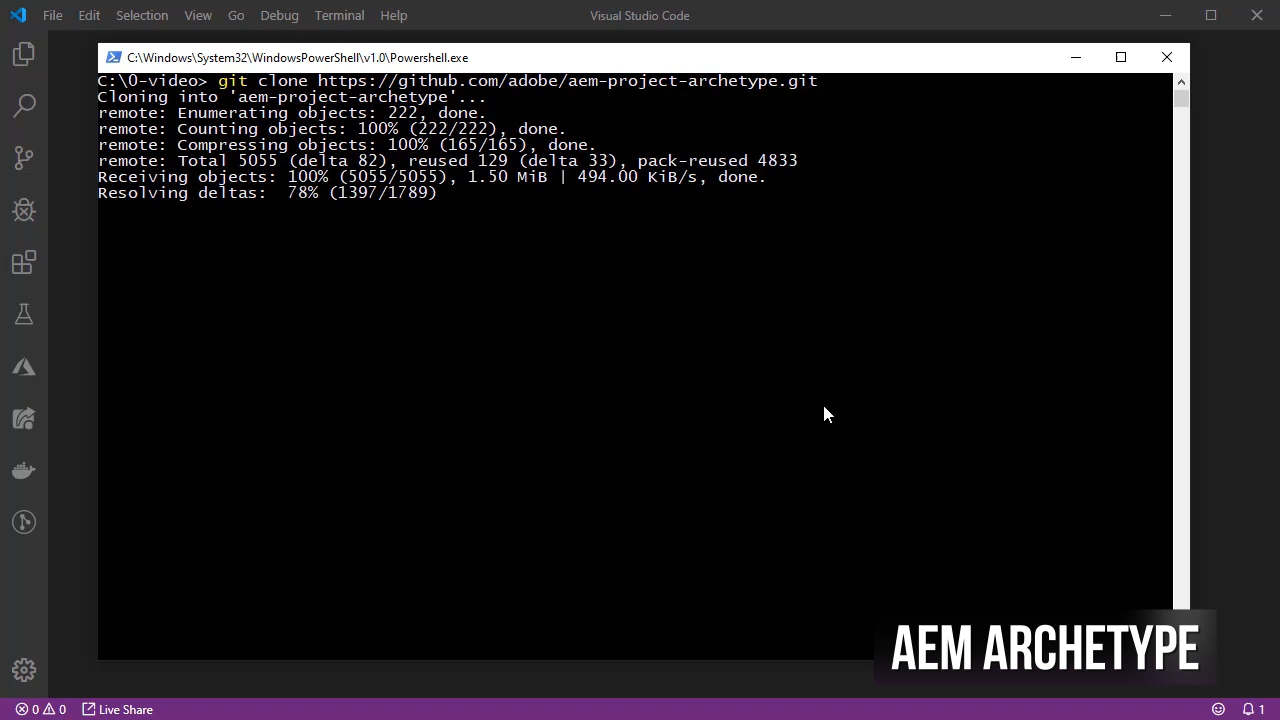 File Edit Selection View Go Debug Terminal Help Visual Studio Code
C:\Windows\System32\WindowsPowerShell\v1.0\Powershell.exe
C:\0-video> git clone https://github.com/adobe/aem-project-archetype.git
Cloning into 'aem-project-archetype'...
remote: Enumerating objects: 222, done.
remote: Counting objects: 100% (222/222), done.
remote: Compressing objects: 100% (165/165), done.
remote: Total 5055 (delta 82), reused 129 (delta 33), pack-reused 4833
Receiving objects: 100% (5055/5055), 1.50 MiB | 494.00 KiB/s, done.
Resolving deltas:  78% (1397/1789)
AEM ARCHETYPE
0 0 Live Share 1